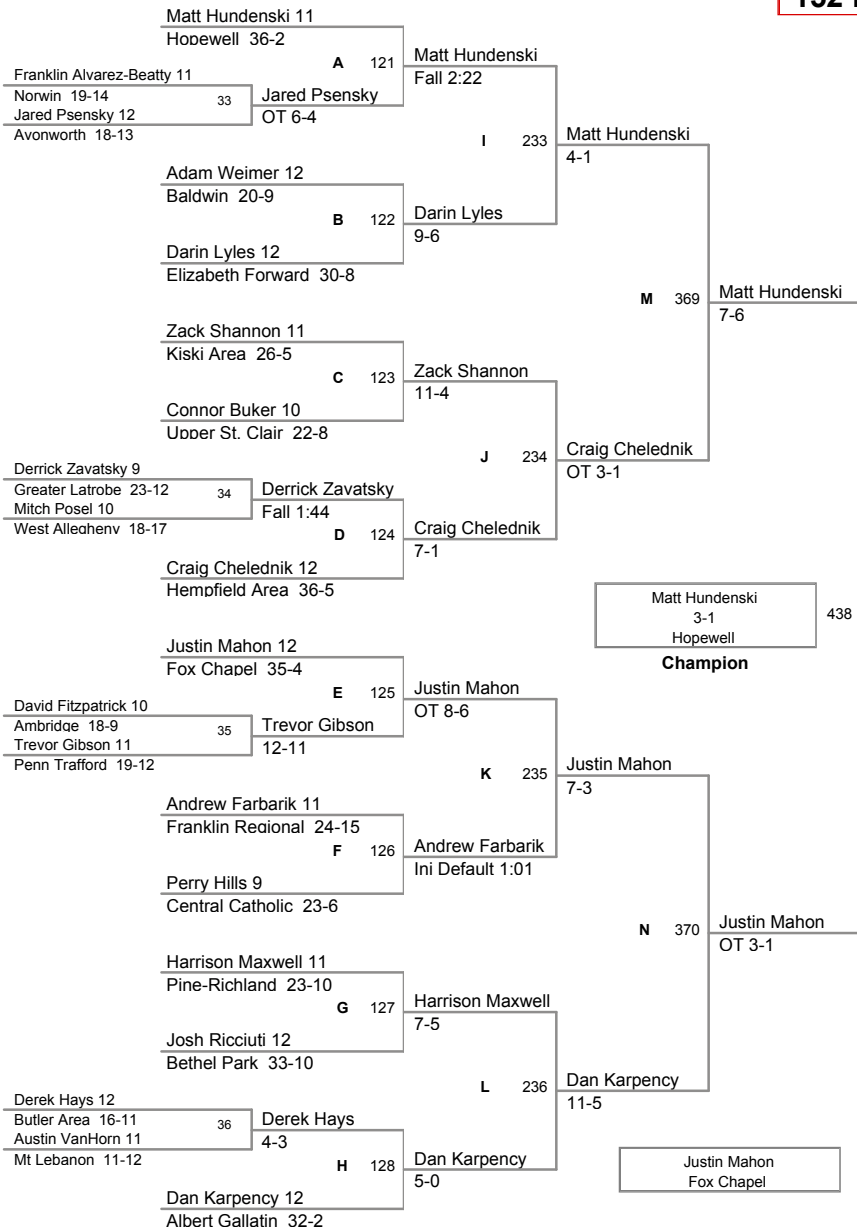 152
Matt Hundenski 11
Hopewell 36-2
A 121
Matt Hundenski
Fall 2:22
Franklin Alvarez-Beatty 11
Norwin 19-14
33
Jared Psensky 12
Avonworth 18-13
Jared Psensky
OT 6-4
I 233
Matt Hundenski
4-1
Adam Weimer 12
Baldwin 20-9
B 122
Darin Lyles
9-6
Darin Lyles 12
Elizabeth Forward 30-8
M 369
Matt Hundenski
7-6
Zack Shannon 11
Kiski Area 26-5
C 123
Zack Shannon
11-4
Connor Buker 10
Upper St. Clair 22-8
J 234
Craig Chelednik
OT 3-1
Derrick Zavatsky 9
Greater Latrobe 23-12
34
Mitch Posel 10
West Allegheny 18-17
Derrick Zavatsky
Fall 1:44
D 124
Craig Chelednik
7-1
Craig Chelednik 12
Hempfield Area 36-5
Matt Hundenski
3-1
Hopewell
438
Champion
Justin Mahon 12
Fox Chapel 35-4
E 125
Justin Mahon
OT 8-6
David Fitzpatrick 10
Ambridge 18-9
35
Trevor Gibson 11
Penn Trafford 19-12
Trevor Gibson
12-11
K 235
Justin Mahon
7-3
Andrew Farbarik 11
Franklin Regional 24-15
F 126
Andrew Farbarik
Inj Default 1:01
Perry Hills 9
Central Catholic 23-6
N 370
Justin Mahon
OT 3-1
Harrison Maxwell 11
Pine-Richland 23-10
G 127
Harrison Maxwell
7-5
Josh Ricciuti 12
Bethel Park 33-10
L 236
Dan Karpency
11-5
Derek Hays 12
Butler Area 16-11
36
Austin VanHorn 11
Mt Lebanon 11-12
Derek Hays
4-3
H 128
Dan Karpency
5-0
Dan Karpency 12
Albert Gallatin 32-2
Justin Mahon
Fox Chapel